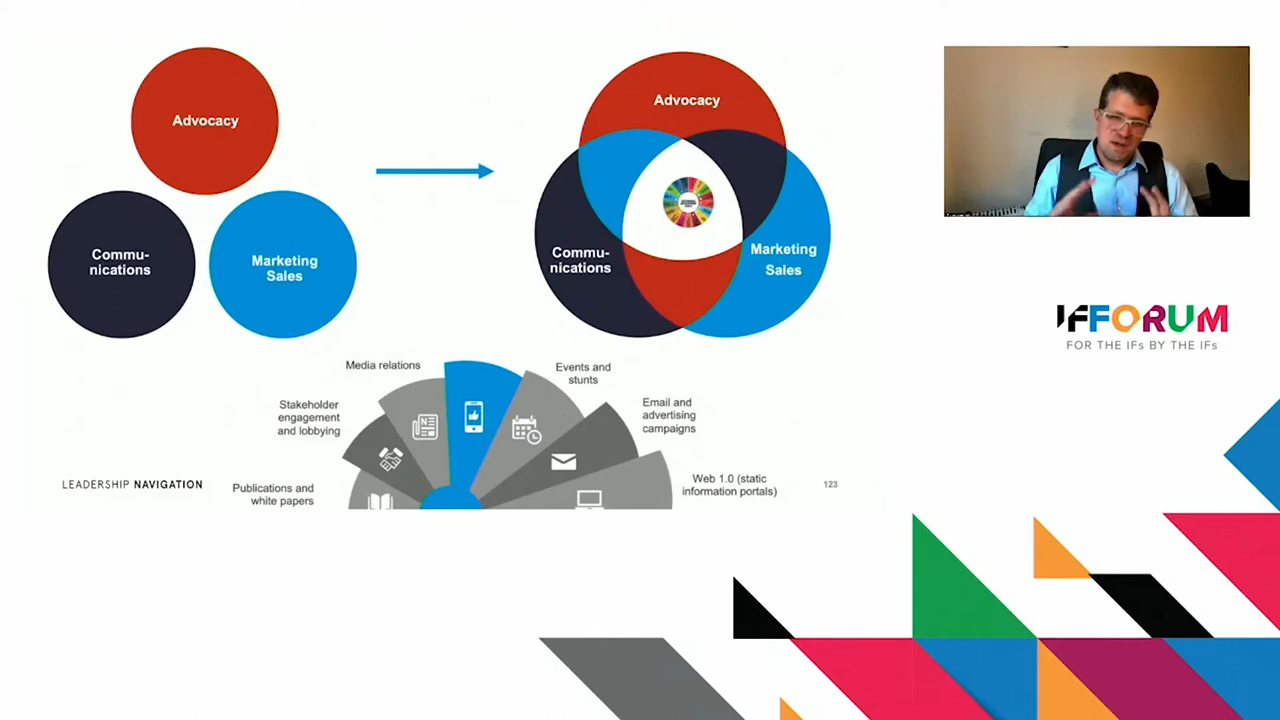 Advocacy
Commu-
nications
Marketing
Sales
Advocacy
Commu-
nications
Marketing
Sales
Media relations
Events and
stunts
Stakeholder
engagement
and lobbying
Email and
advertising
campaigns
Publications and
white papers
Web 1.0 (static
information portals)
LEADERSHIP NAVIGATION
123
IFFORUM
FOR THE IFs BY THE IFs